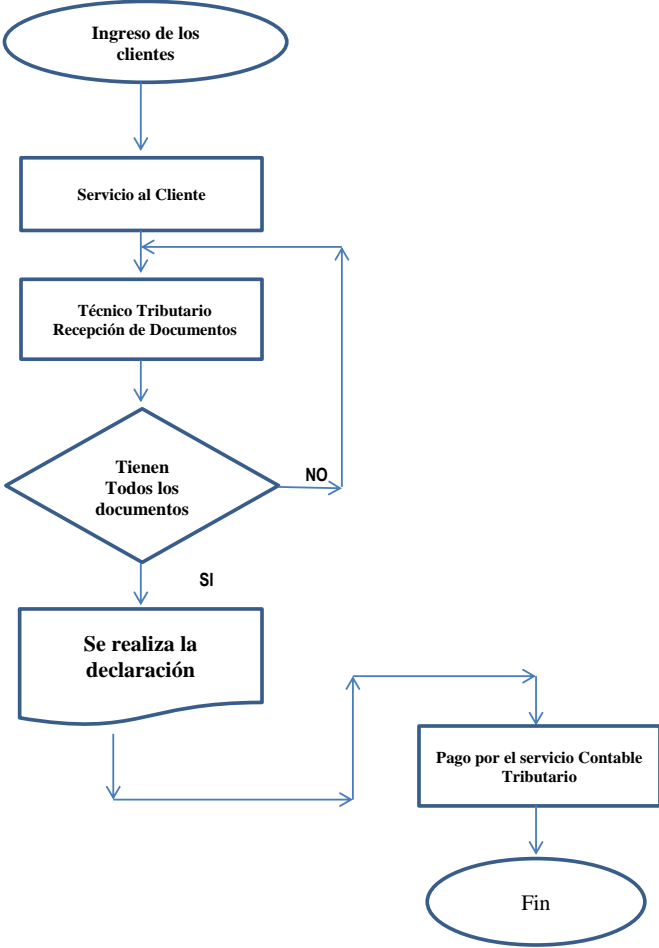 Ingreso de los
clientes
Servicio al Cliente
Técnico Tributario
Recepción de Documentos
Tienen
Todos los
documentos
NO
SI
Se realiza la
declaración
Pago por el servicio Contable
Tributario
Fin